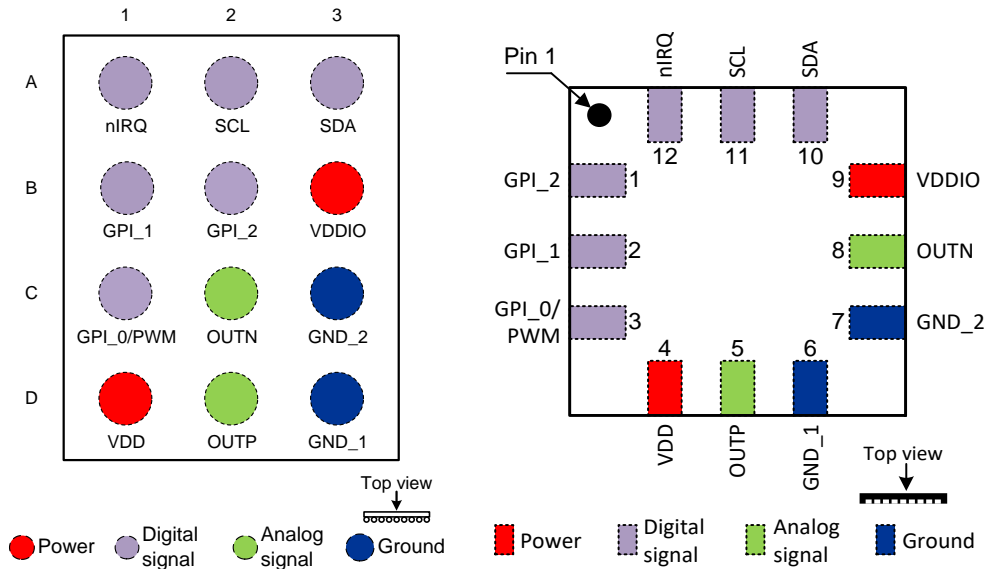 1 2 3
A
nIRQ SCL SDA
B
GPI_1 GPI_2 VDDIO
C
GPI_0/PWM OUTN GND_2
D
VDD OUTP GND_1
Top view
Power
Digital
signal
Analog
signal
Ground
Pin 1
nIRQ
SCL
SDA
12 11 10
GPI_2 1
9 VDDIO
GPI_1 2
8 OUTN
GPI_0/
PWM
3
7 GND_2
4 5 6
VDD
OUTP
GND_1
Top view
Power
Digital
signal
Analog
signal
Ground